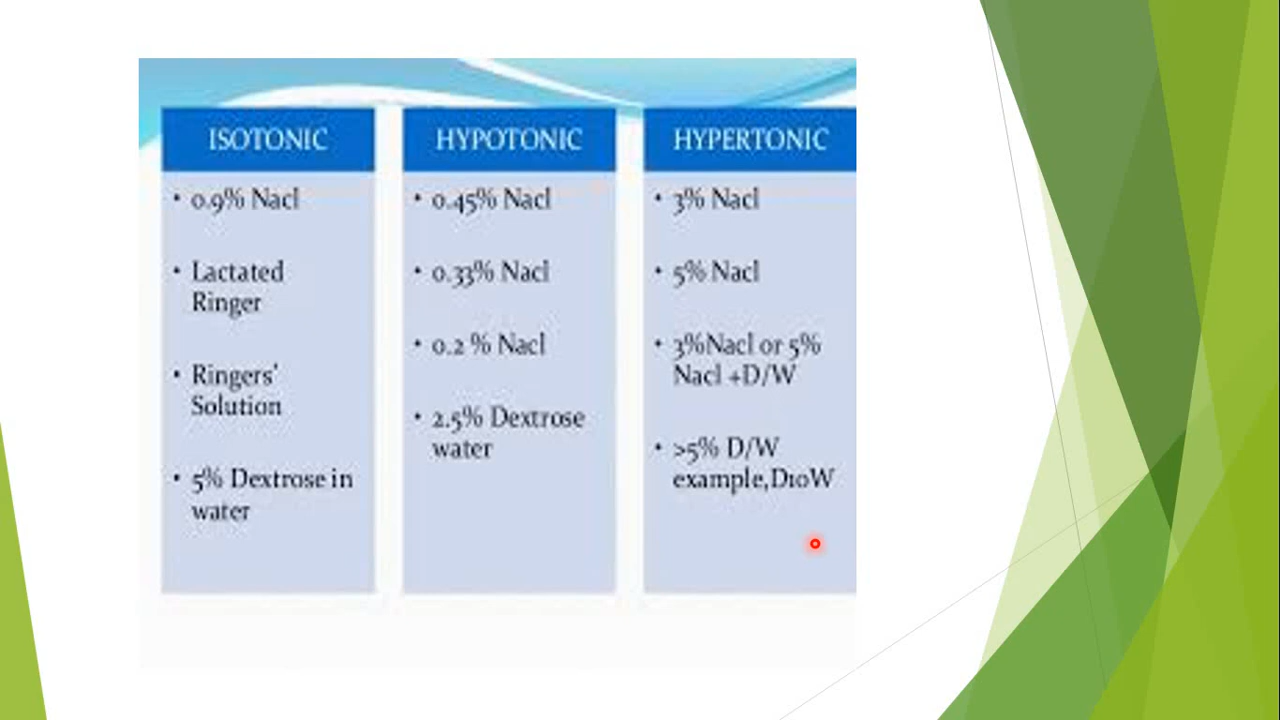 ISOTONIC
• 0.9% Nacl
• Lactated
Ringer
• Ringers'
Solution
• 5% Dextrose in
water
HYPOTONIC
• 0.45% Nacl
• 0.33% Nacl
• 0.2 % Nacl
• 2.5% Dextrose
water
HYPERTONIC
• 3% Nacl
• 5% Nacl
• 3%Nacl or 5%
Nacl +D/W
• >5% D/W
example,D10W